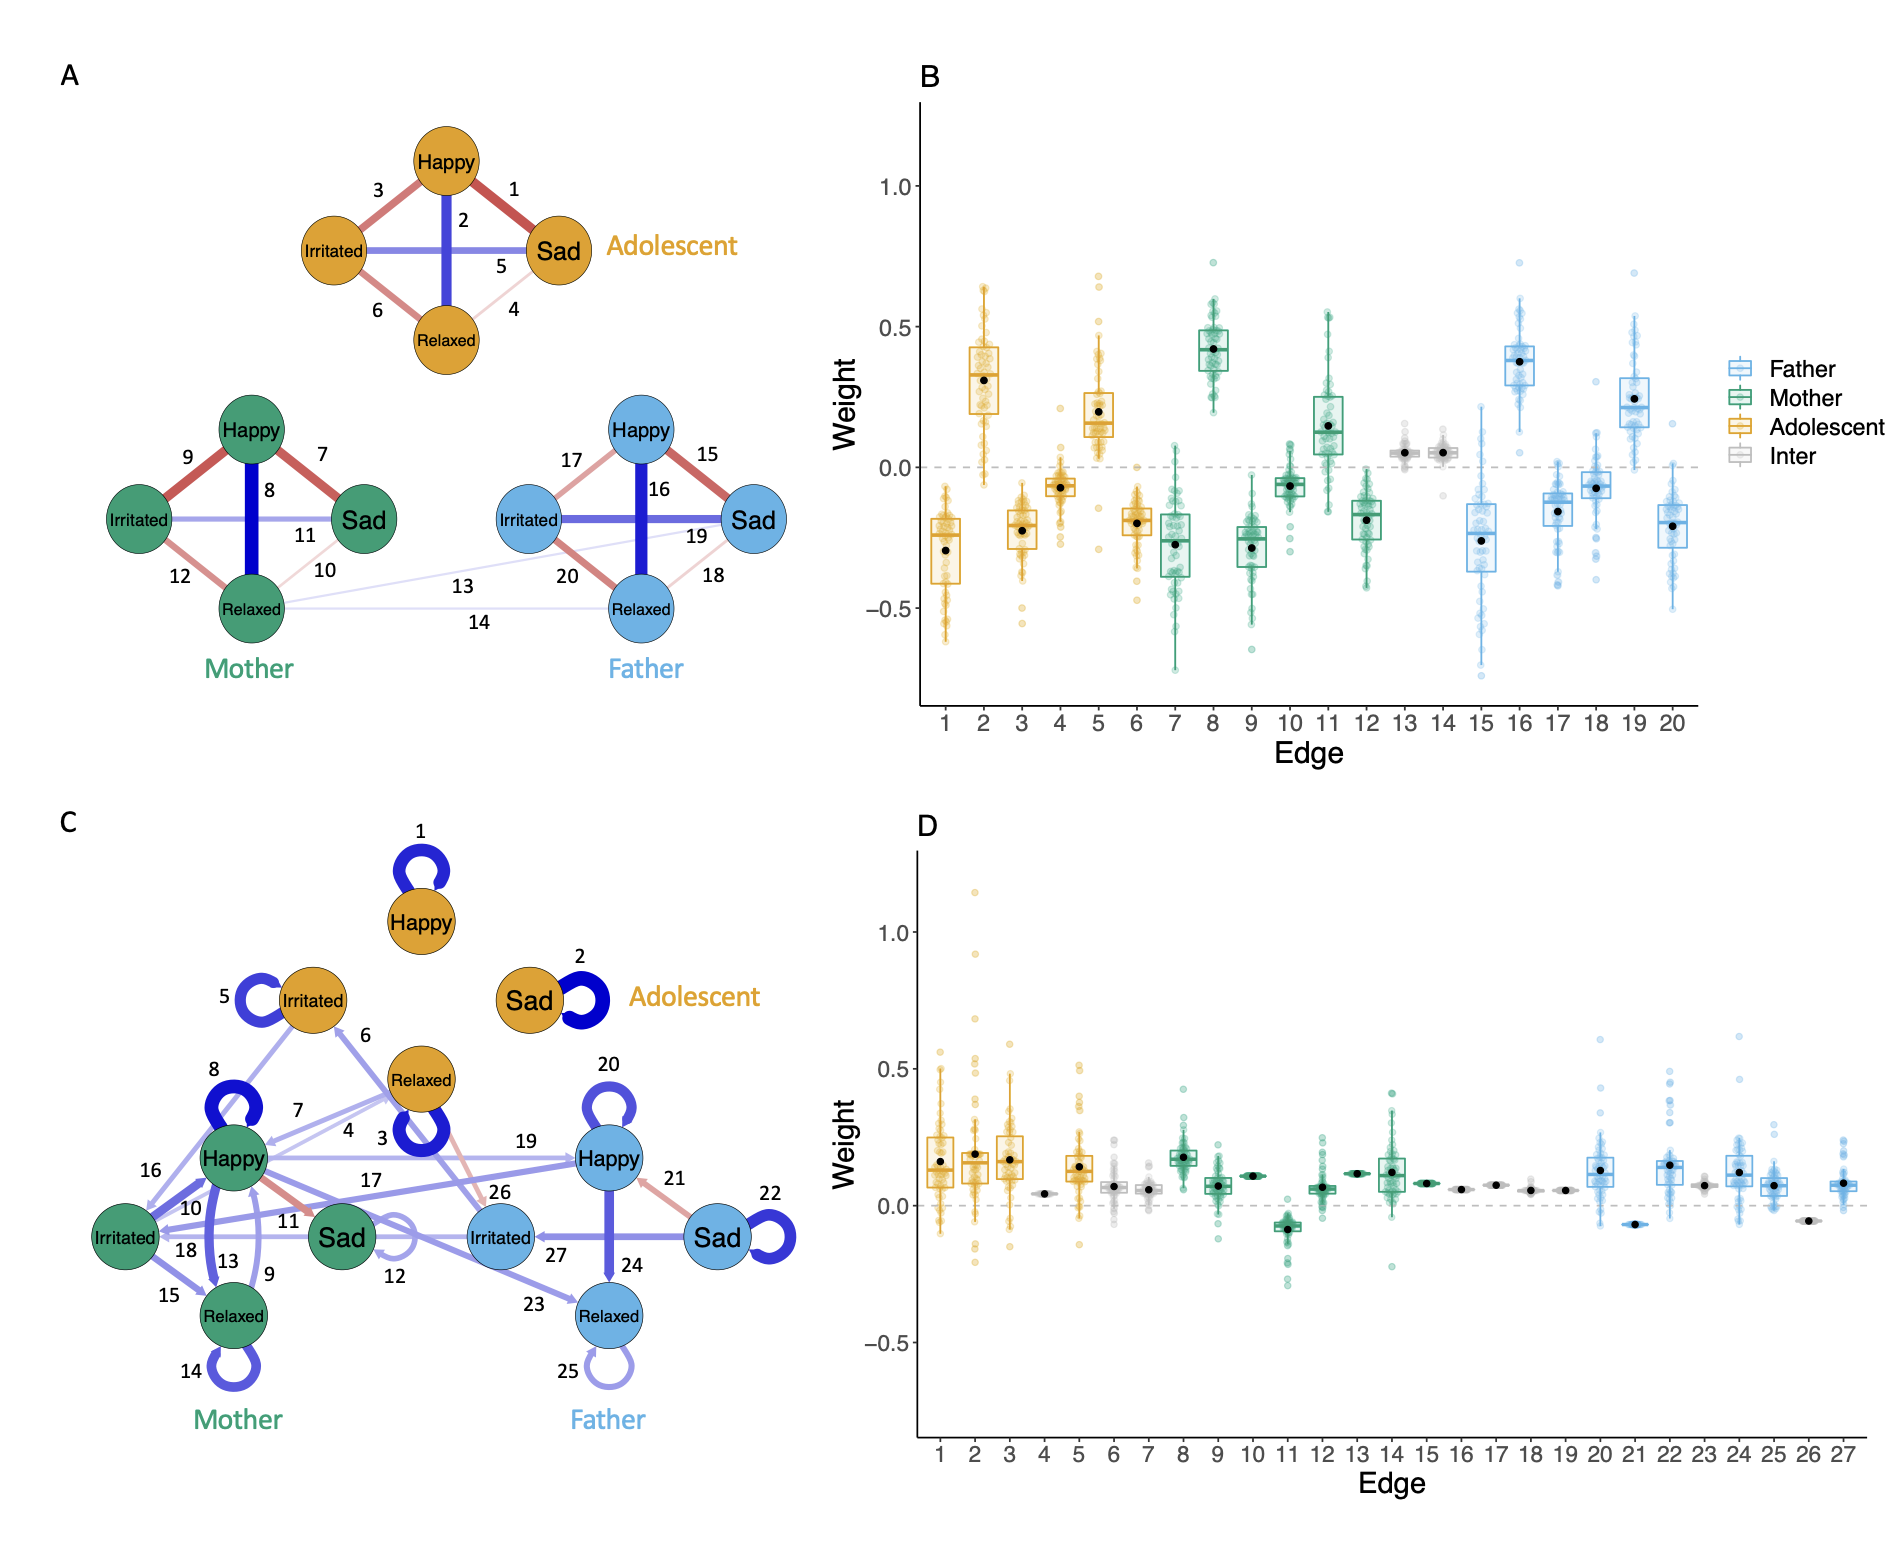 A
Happy
3
1
2
Irritated
Sad
Adolescent
5
6
4
Relaxed
Happy
9
7
8
Irritated
Sad
11
12
10
Relaxed
Mother
13
14
Happy
17
15
16
Irritated
Sad
19
20
18
Relaxed
Father
B
Weight
1.0
0.5
0.0
−0.5
1 2 3 4 5 6 7 8 9 10 11 12 13 14 15 16 17 18 19 20
Edge
Father
Mother
Adolescent
Inter
C
1
Happy
2
5
Irritated
Sad
Adolescent
6
8
Relaxed
20
7
4
3
19
Happy
Happy
16
17
21
22
10
11
26
Irritated
Sad
Irritated
Sad
18
13
9
12
27
24
15
23
Relaxed
Relaxed
14
25
Mother
Father
D
Weight
1.0
0.5
0.0
−0.5
1 2 3 4 5 6 7 8 9 10 11 12 13 14 15 16 17 18 19 20 21 22 23 24 25 26 27
Edge